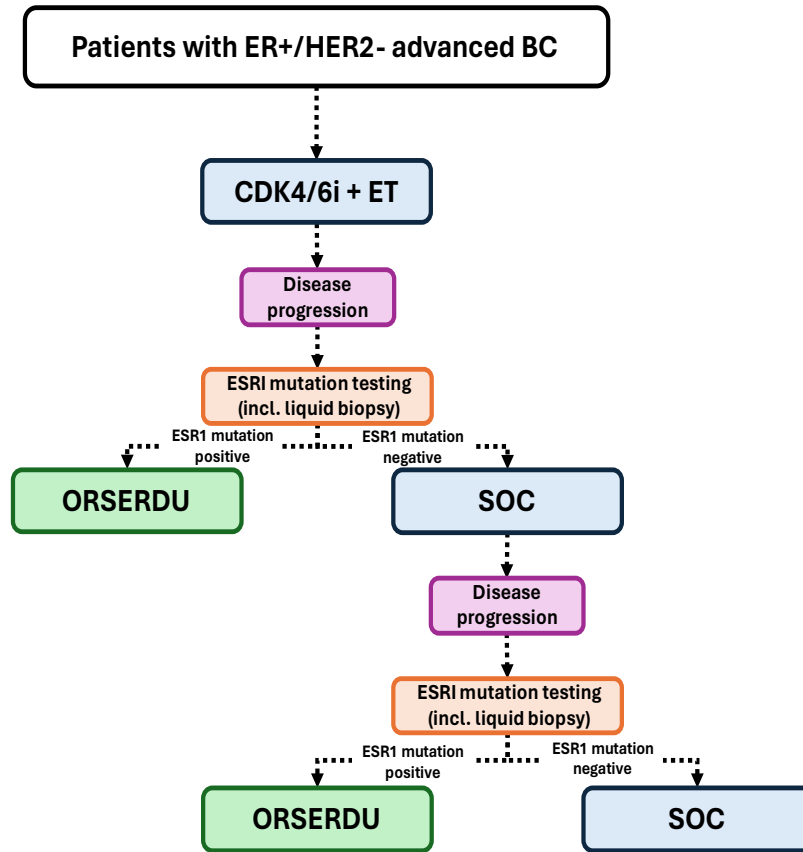 Patients with ER+/HER2- advanced BC
CDK4/6i + ET
Disease
progression
ESRI mutation testing
(incl. liquid biopsy)
ESR1 mutation
positive
ESR1 mutation
negative
ORSERDU
SOC
Disease
progression
ESRI mutation testing
(incl. liquid biopsy)
ESR1 mutation
positive
ESR1 mutation
negative
ORSERDU
SOC